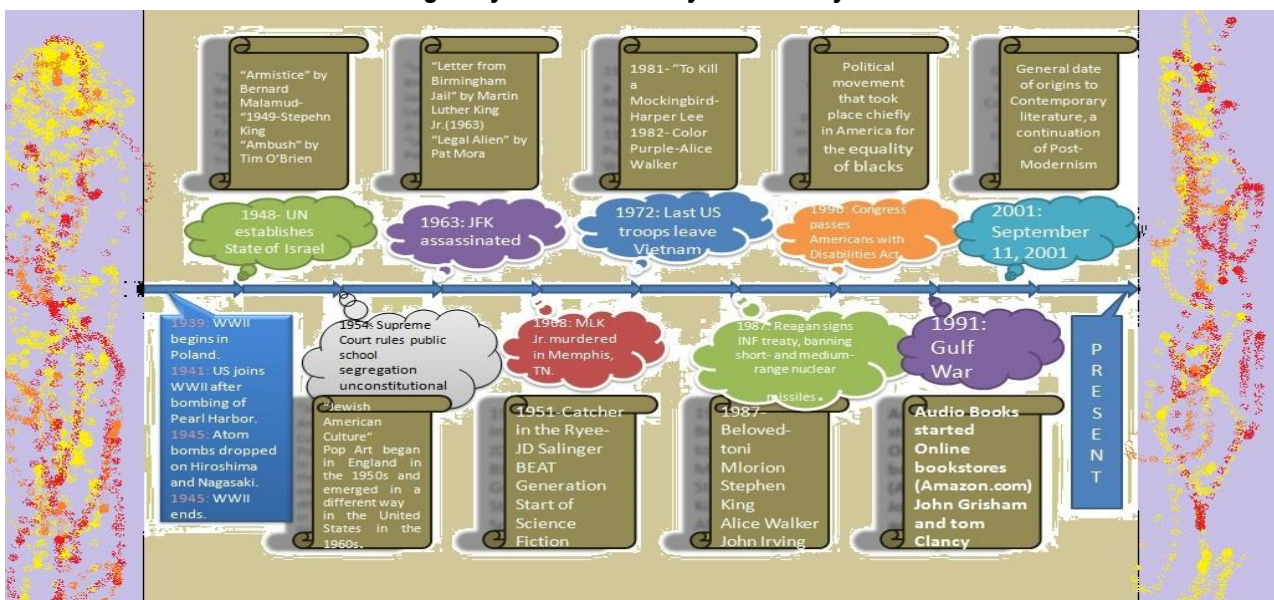 "Armistice" by
Bernard
Malamud-
"1949-Stepehn
King
"Ambush" by
Tim O'Brien
"Letter from
Birmingham
Jail" by Martin
Luther King
Jr.(1963)
"Legal Alien" by
Pat Mora
1981- "To Kill
a
Mockingbird-
Harper Lee
1982- Color
Purple-Alice
Walker
Political
movement
that took
place chiefly
in America for
the equality
of blacks
General date
of origins to
Contemporary
literature, a
continuation
of Post-
Modernism
1948- UN
establishes
State of Israel
1963: JFK
assassinated
1972: Last US
troops leave
Vietnam
1990: Congress
passes
Americans with
Disabilities Act
2001:
September
11, 2001
1939: WWII
begins in
Poland.
1941: US joins
WWII after
bombing of
Pearl Harbor.
1945: Atom
bombs dropped
on Hiroshima
and Nagasaki.
1945: WWII
ends.
1954: Supreme
Court rules public
school
segregation
unconstitutional
1968: MLK
Jr. murdered
in Memphis,
TN.
1987: Reagan signs
INF treaty, banning
short- and medium-
range nuclear
missiles.
1991:
Gulf
War
PRESENT
"Jewish
American
Culture"
Pop Art began
in England in
the 1950s and
emerged in a
different way
in the United
States in the
1960s.
1951-Catcher
in the Ryee-
JD Salinger
BEAT
Generation
Start of
Science
Fiction
1987-
Beloved-
toni
Mlorion
Stephen
King
Alice Walker
John Irving
Audio Books
started
Online
bookstores
(Amazon.com)
John Grisham
and tom
Clancy